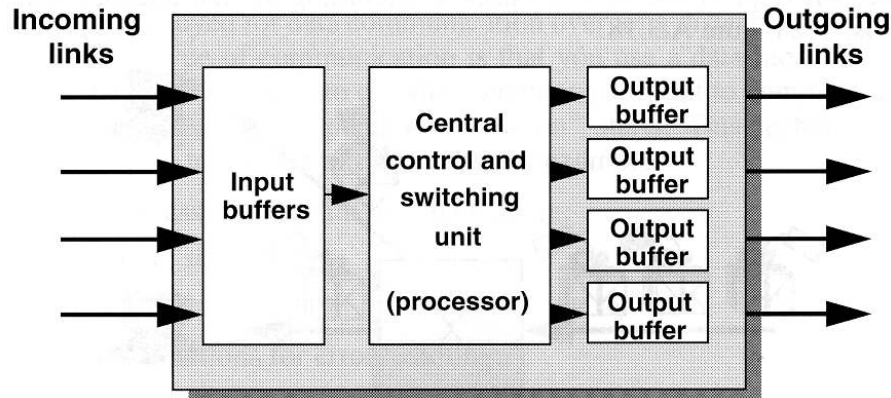 Incoming
links
Outgoing
links
Input
buffers
Central
control and
switching
unit
(processor)
Output
buffer
Output
buffer
Output
buffer
Output
buffer